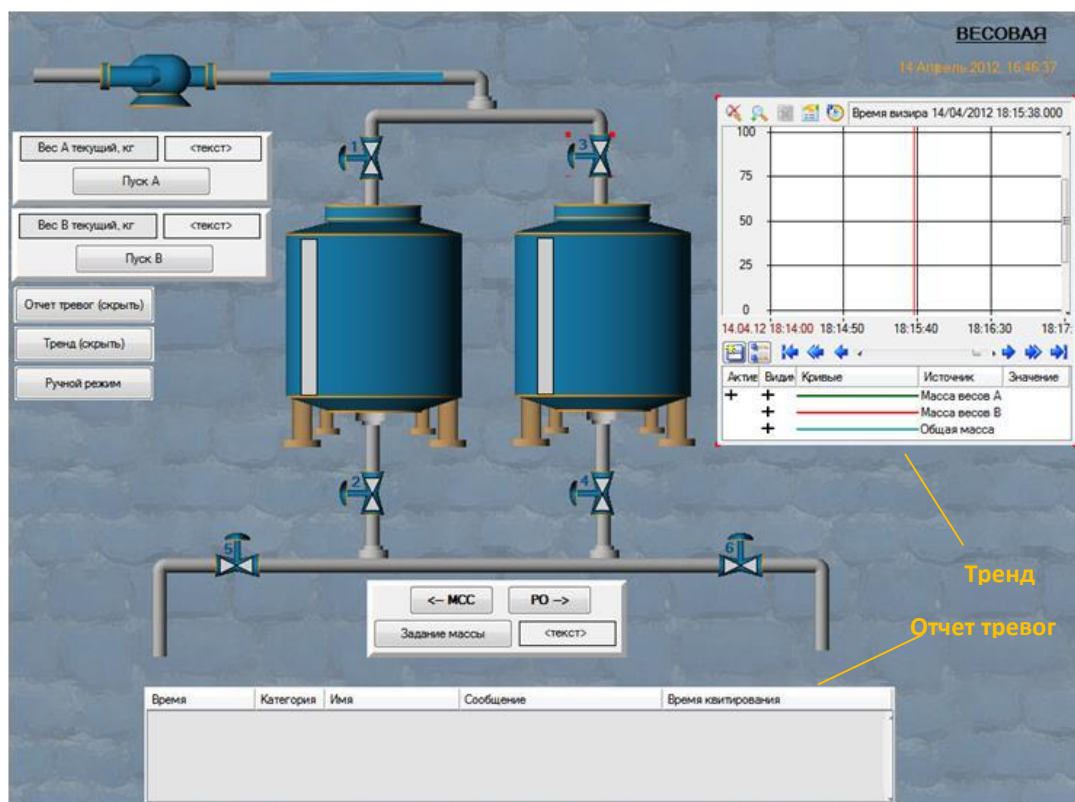 ВЕСОВАЯ
14 Апрель 2012, 16:46:37
Время визира 14/04/2012 18:15:38.000
100
75
50
25
0
14.04.12 18:14:00 18:14:50 18:15:40 18:16:30 18:17:
Актив Видим Кривые Источник Значение
Масса весов А
Масса весов В
Общая масса
Вес А текущий, кг <текст>
Пуск А
Вес В текущий, кг <текст>
Пуск В
Отчет тревог (скрыть)
Тренд (скрыть)
Ручной режим
1
3
2
4
5
6
<-- МСС РО -->
Задание массы <текст>
Тренд
Отчет тревог
Время Категория Имя Сообщение Время квитирования